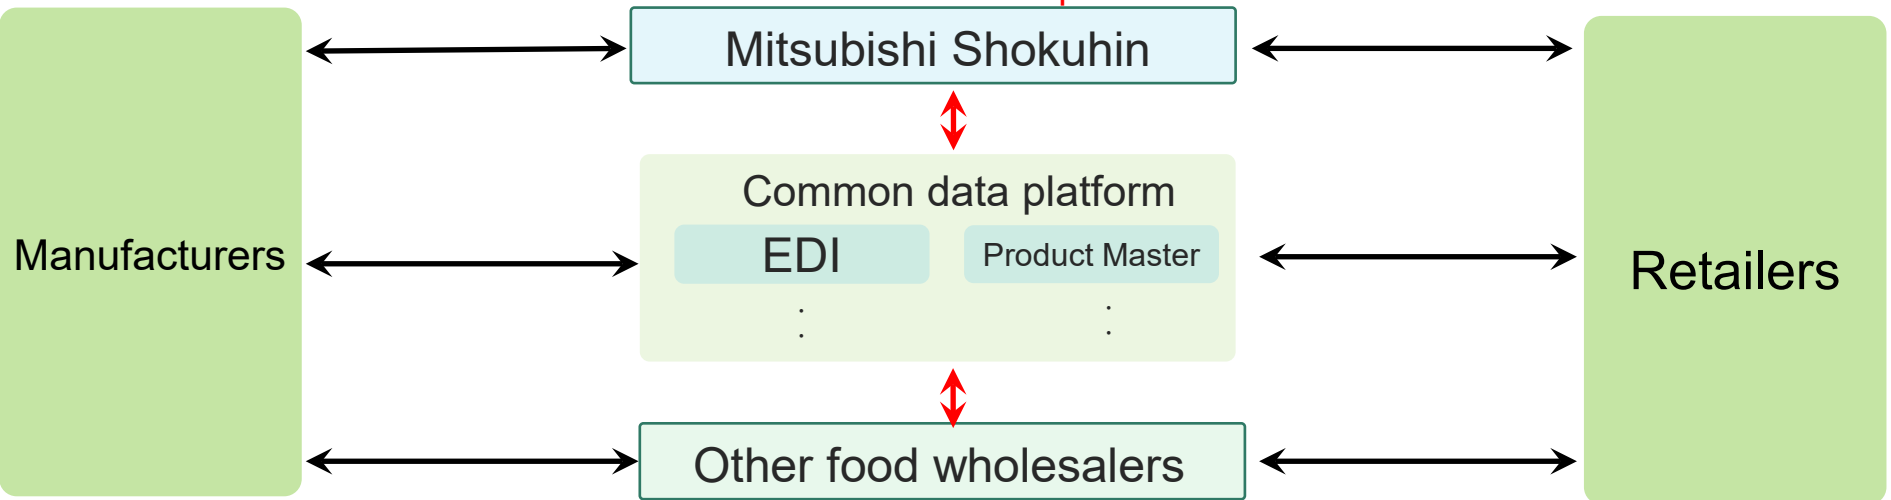 Mitsubishi Shokuhin
Common data platform
Manufacturers
EDI
Product Master
Retailers
:
:
Other food wholesalers